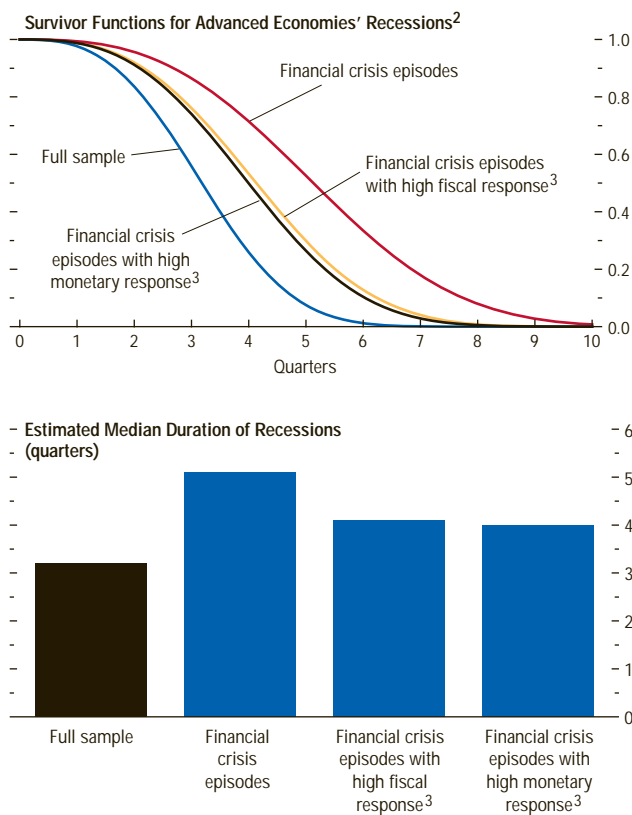 Survivor Functions for Advanced Economies' Recessions2
1.0
Financial crisis episodes
0.8
Full sample
0.6
Financial crisis episodes
with high fiscal response3
0.4
Financial crisis
episodes with high
monetary response3
0.2
0.0
0 1 2 3 4 5 6 7 8 9 10
Quarters
Estimated Median Duration of Recessions
(quarters)
6
5
4
3
2
1
0
Full sample
Financial
crisis
episodes
Financial crisis
episodes with
high fiscal
response3
Financial crisis
episodes with
high monetary
response3